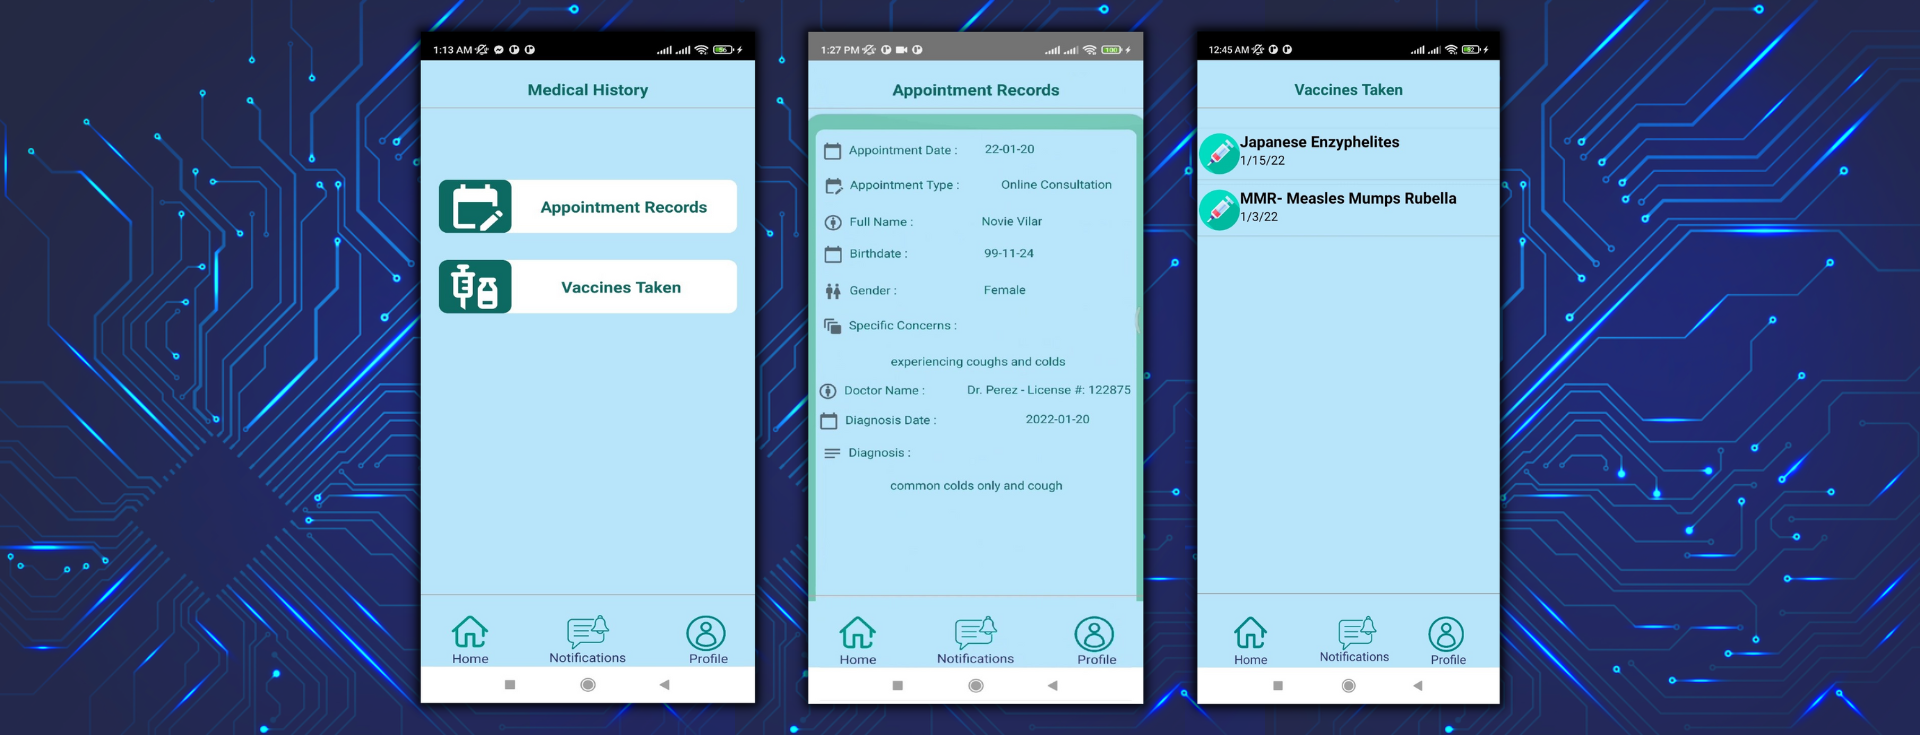 1:13 AM
56
Medical History
Appointment Records
Vaccines Taken
Home
Notifications
Profile
1:27 PM
100
Appointment Records
Appointment Date : 22-01-20
Appointment Type : Online Consultation
Full Name : Novie Vilar
Birthdate : 99-11-24
Gender : Female
Specific Concerns :
experiencing coughs and colds
Doctor Name : Dr. Perez - License #: 122875
Diagnosis Date : 2022-01-20
Diagnosis :
common colds only and cough
Home
Notifications
Profile
12:45 AM
Vaccines Taken
Japanese Enzyphelites
1/15/22
MMR- Measles Mumps Rubella
1/3/22
Home
Notifications
Profile